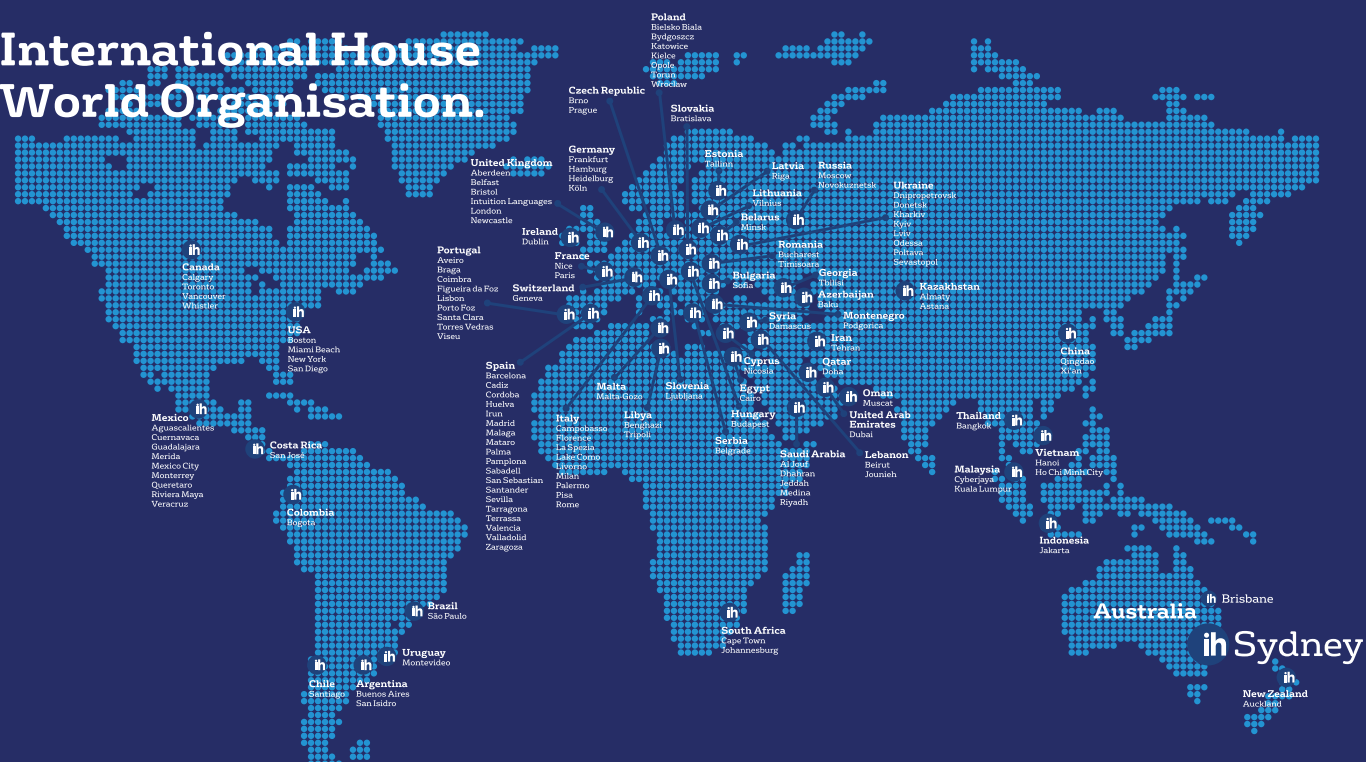 International House
World Organisation.
Poland
Bielsko Biala
Bydgoszcz
Katowice
Kielce
Opole
Torun
Wrocław
Czech Republic
Brno
Prague
Slovakia
Bratislava
Germany
Frankfurt
Hamburg
Heidelburg
Köln
Estonia
Tallinn
United Kingdom
Aberdeen
Belfast
Bristol
Intuition Languages
London
Newcastle
Latvia
Riga
Russia
Moscow
Novokuznetsk
Lithuania
Vilnius
Ukraine
Dnipropetrovsk
Donetsk
Kharkiv
Kyiv
Lviv
Odessa
Poltava
Sevastopol
Belarus
Minsk
Ireland
Dublin
Romania
Bucharest
Timisoara
Portugal
Aveiro
Braga
Coimbra
Figueira da Foz
Lisbon
Porto Foz
Santa Clara
Torres Vedras
Viseu
France
Nice
Paris
Switzerland
Geneva
Bulgaria
Sofia
Georgia
Tbilisi
Azerbaijan
Baku
Kazakhstan
Almaty
Astana
Montenegro
Podgorica
Syria
Damascus
Iran
Tehran
Canada
Calgary
Toronto
Vancouver
Whistler
USA
Boston
Miami Beach
New York
San Diego
China
Qingdao
Xi'an
Cyprus
Nicosia
Qatar
Doha
Spain
Barcelona
Cadiz
Cordoba
Huelva
Irun
Madrid
Malaga
Mataro
Palma
Pamplona
Sabadell
San Sebastian
Santander
Sevilla
Tarragona
Terrassa
Valencia
Valladolid
Zaragoza
Malta
Malta-Gozo
Slovenia
Ljubljana
Egypt
Cairo
Oman
Muscat
Italy
Campobasso
Florence
La Spezia
Lake Como
Livorno
Milan
Palermo
Pisa
Rome
Libya
Benghazi
Tripoli
Hungary
Budapest
United Arab
Emirates
Dubai
Serbia
Belgrade
Saudi Arabia
Al Jouf
Dhahran
Jeddah
Medina
Riyadh
Lebanon
Beirut
Jounieh
Mexico
Aguascalientes
Cuernavaca
Guadalajara
Merida
Mexico City
Monterrey
Queretaro
Riviera Maya
Veracruz
Costa Rica
San José
Colombia
Bogota
Thailand
Bangkok
Vietnam
Hanoi
Ho Chi Minh City
Malaysia
Cyberjaya
Kuala Lumpur
Indonesia
Jakarta
Brazil
São Paulo
Uruguay
Montevideo
Chile
Santiago
Argentina
Buenos Aires
San Isidro
South Africa
Cape Town
Johannesburg
Australia
ih Brisbane
ih Sydney
New Zealand
Auckland